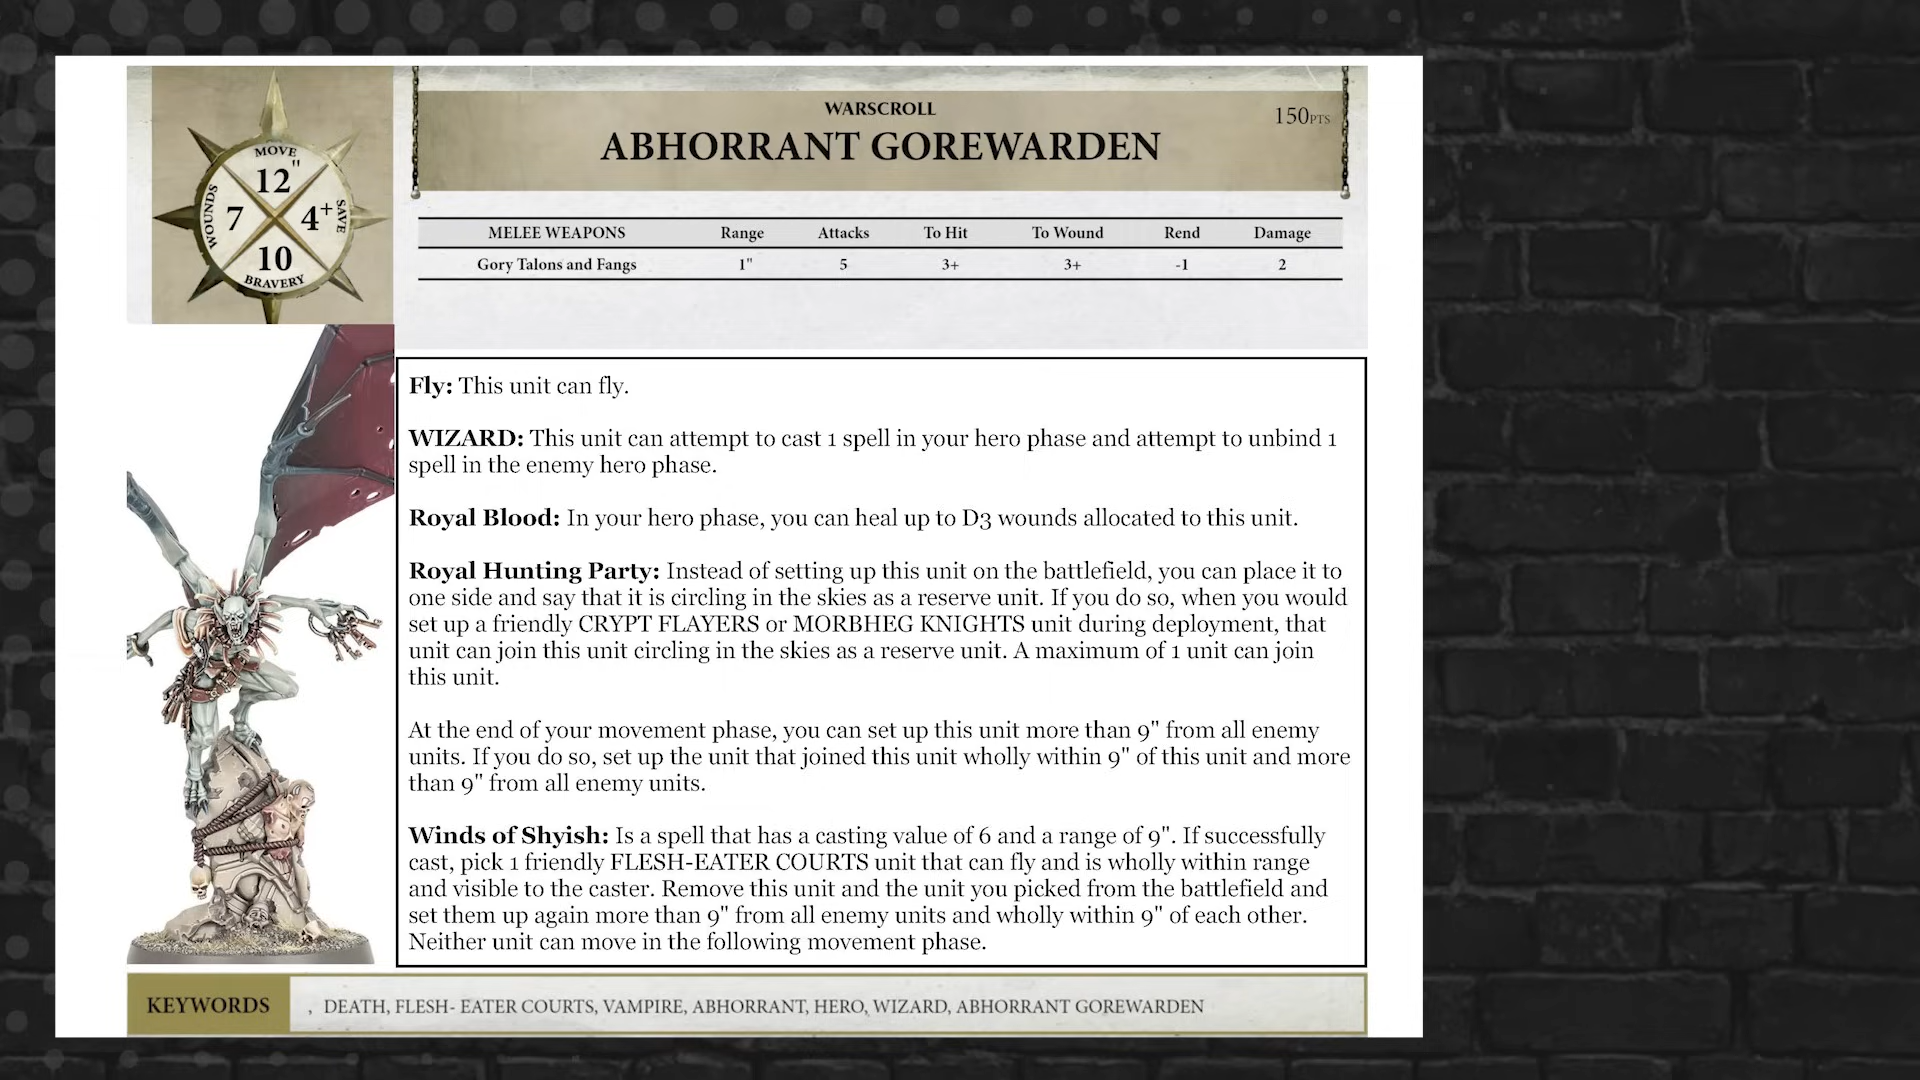 WARSCROLL
ABHORRANT GOREWARDEN
150PTS
MOVE
12"
WOUNDS
7
4+
SAVE
10
BRAVERY
MELEE WEAPONS Range Attacks To Hit To Wound Rend Damage
Gory Talons and Fangs 1" 5 3+ 3+ -1 2
Fly: This unit can fly.
WIZARD: This unit can attempt to cast 1 spell in your hero phase and attempt to unbind 1
spell in the enemy hero phase.
Royal Blood: In your hero phase, you can heal up to D3 wounds allocated to this unit.
Royal Hunting Party: Instead of setting up this unit on the battlefield, you can place it to
one side and say that it is circling in the skies as a reserve unit. If you do so, when you would
set up a friendly CRYPT FLAYERS or MORBHEG KNIGHTS unit during deployment, that
unit can join this unit circling in the skies as a reserve unit. A maximum of 1 unit can join
this unit.
At the end of your movement phase, you can set up this unit more than 9" from all enemy
units. If you do so, set up the unit that joined this unit wholly within 9" of this unit and more
than 9" from all enemy units.
Winds of Shyish: Is a spell that has a casting value of 6 and a range of 9". If successfully
cast, pick 1 friendly FLESH-EATER COURTS unit that can fly and is wholly within range
and visible to the caster. Remove this unit and the unit you picked from the battlefield and
set them up again more than 9" from all enemy units and wholly within 9" of each other.
Neither unit can move in the following movement phase.
KEYWORDS , DEATH, FLESH- EATER COURTS, VAMPIRE, ABHORRANT, HERO, WIZARD, ABHORRANT GOREWARDEN